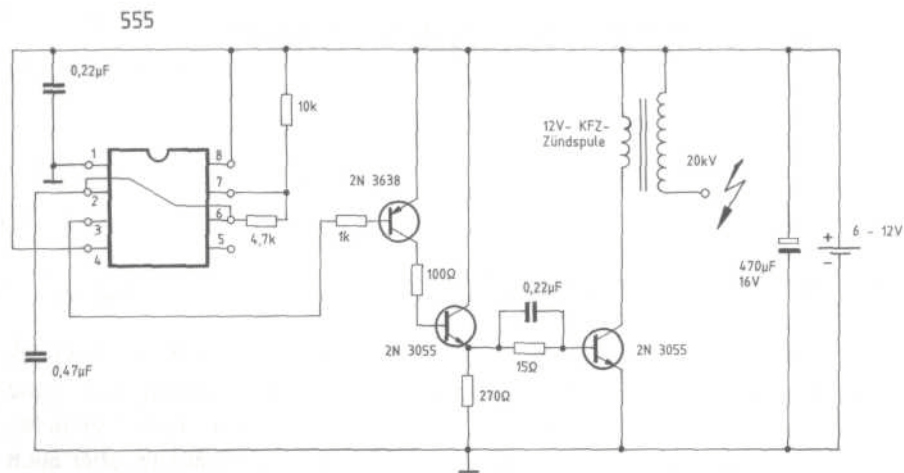 555
0,22µF
10k
1
2
3
4
8
7
6
5
4,7k
2N 3638
1k
100Ω
12V- KFZ-
Zündspule
20kV
0,22µF
2N 3055
15Ω
2N 3055
0,47µF
270Ω
470µF
16V
+
−
6 - 12V